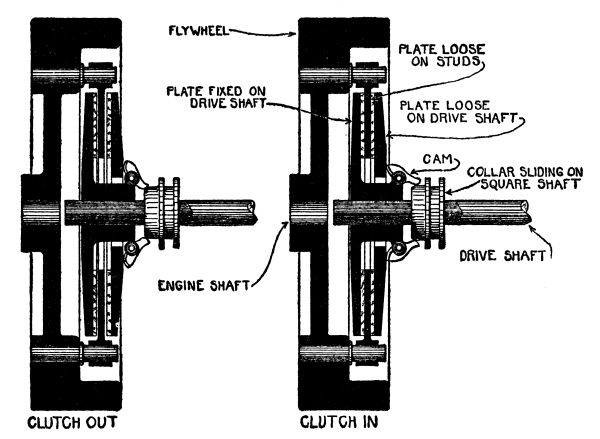 FLYWHEEL
PLATE LOOSE
ON STUDS
PLATE FIXED ON
DRIVE SHAFT
PLATE LOOSE
ON DRIVE SHAFT
CAM
COLLAR SLIDING ON
SQUARE SHAFT
DRIVE SHAFT
ENGINE SHAFT
CLUTCH OUT
CLUTCH IN